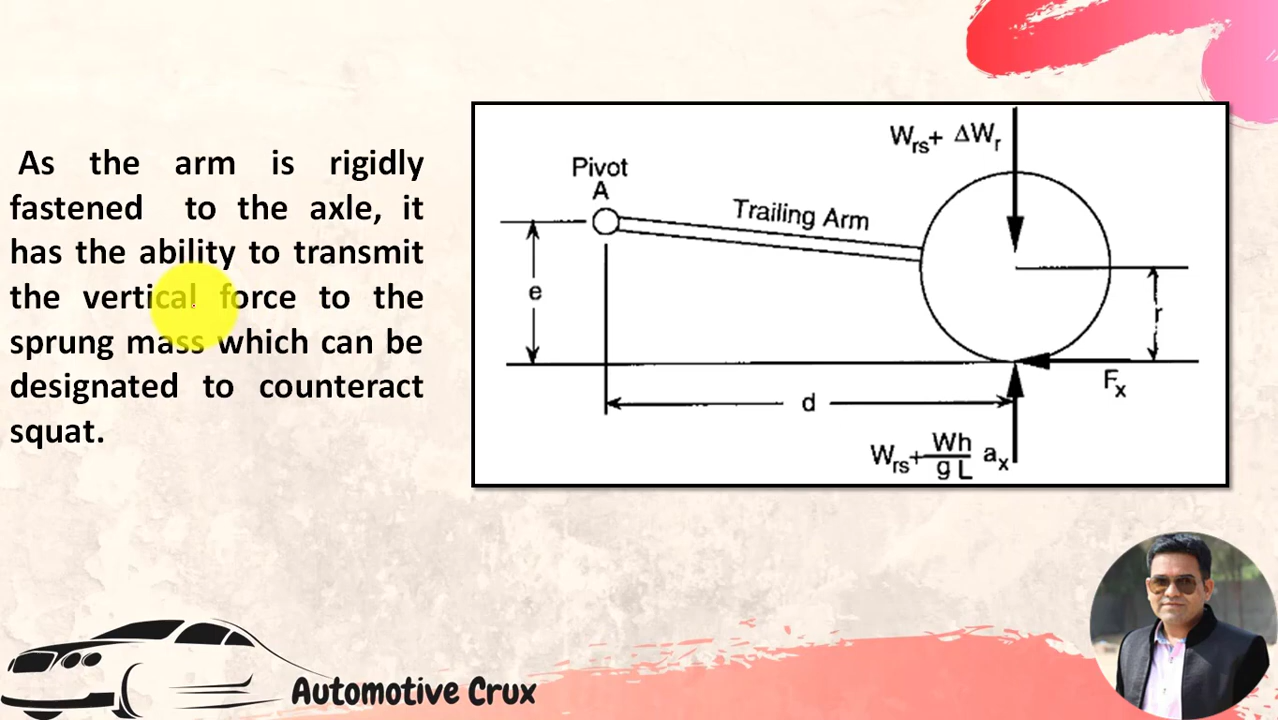 As the arm is rigidly
fastened to the axle, it
has the ability to transmit
the vertical force to the
sprung mass which can be
designated to counteract
squat.
Wrs+ ΔWr
Pivot
A
Trailing Arm
e
r
Fx
d
Wrs+ Wh/gL ax
Automotive Crux